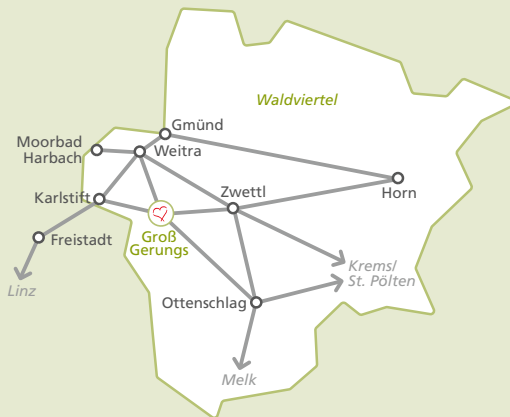 Waldviertel
Gmünd
Moorbad
Harbach
Weitra
Karlstift
Zwettl
Horn
Freistadt
Groß
Gerungs
Linz
Krems/
St. Pölten
Ottenschlag
Melk